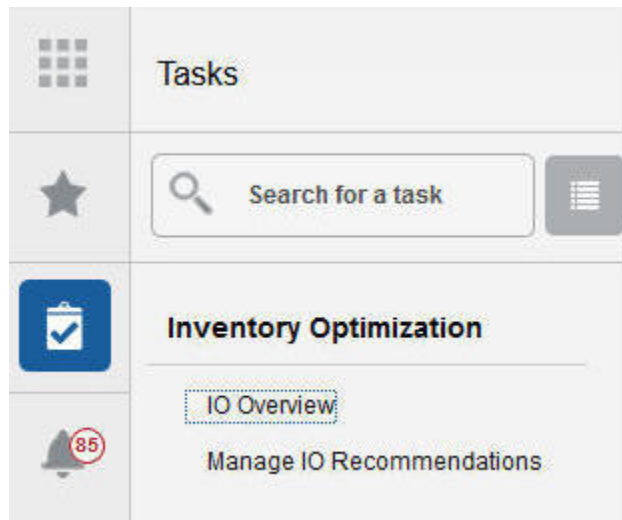 Tasks
Search for a task
Inventory Optimization
IO Overview
85
Manage IO Recommendations